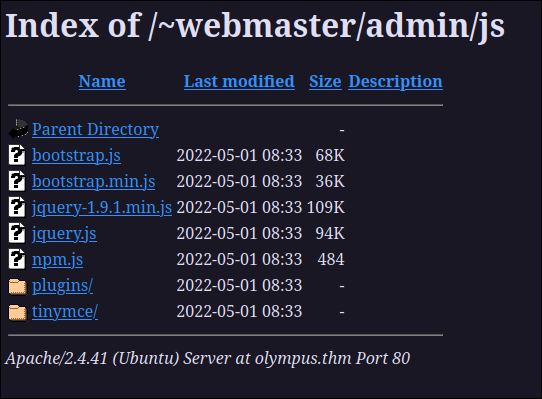 Index of /~webmaster/admin/js
Name Last modified Size Description
Parent Directory -
bootstrap.js 2022-05-01 08:33 68K
bootstrap.min.js 2022-05-01 08:33 36K
jquery-1.9.1.min.js 2022-05-01 08:33 109K
jquery.js 2022-05-01 08:33 94K
npm.js 2022-05-01 08:33 484
plugins/ 2022-05-01 08:33 -
tinymce/ 2022-05-01 08:33 -
Apache/2.4.41 (Ubuntu) Server at olympus.thm Port 80